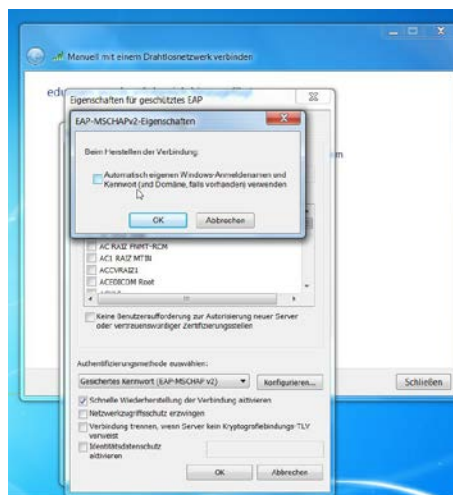 Manuell mit einem Drahtlosnetzwerk verbinden
Eigenschaften für geschütztes EAP
EAP-MSCHAPv2-Eigenschaften
Beim Herstellen der Verbindung:
Automatisch eigenen Windows-Anmeldenamen und
Kennwort (und Domäne, falls vorhanden) verwenden
OK Abbrechen
AC RAIZ FNMT-RCM
AC1 RAIZ MTIN
ACCVRAIZ1
ACEDICOM Root
Keine Benutzeraufforderung zur Autorisierung neuer Server
oder vertrauenswürdiger Zertifizierungsstellen
Authentifizierungsmethode auswählen:
Gesichertes Kennwort (EAP-MSCHAP v2) Konfigurieren...
Schließen
Schnelle Wiederherstellung der Verbindung aktivieren
Netzwerkzugriffsschutz erzwingen
Verbindung trennen, wenn Server kein Kryptografiebindungs-TLV
vorweist
Identitätsdatenschutz
aktivieren
OK Abbrechen